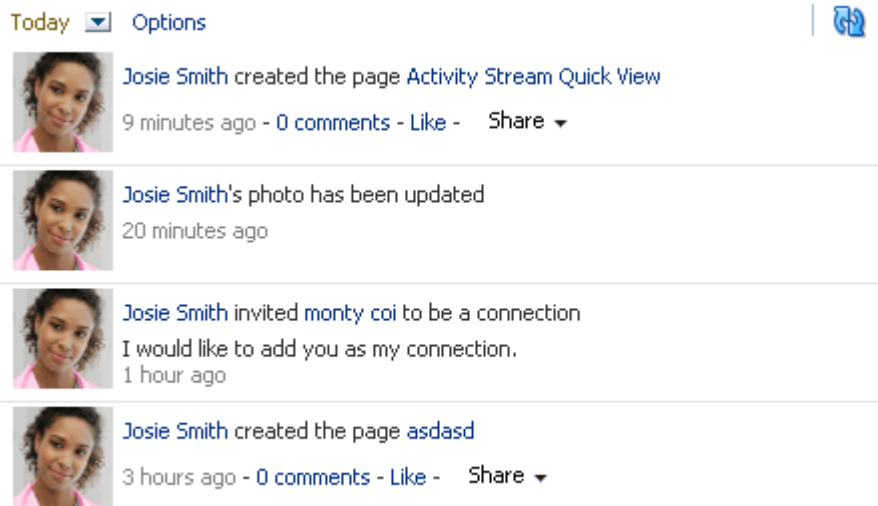 Today Options
Josie Smith created the page Activity Stream Quick View
9 minutes ago - 0 comments - Like - Share
Josie Smith's photo has been updated
20 minutes ago
Josie Smith invited monty coi to be a connection
I would like to add you as my connection.
1 hour ago
Josie Smith created the page asdasd
3 hours ago - 0 comments - Like - Share